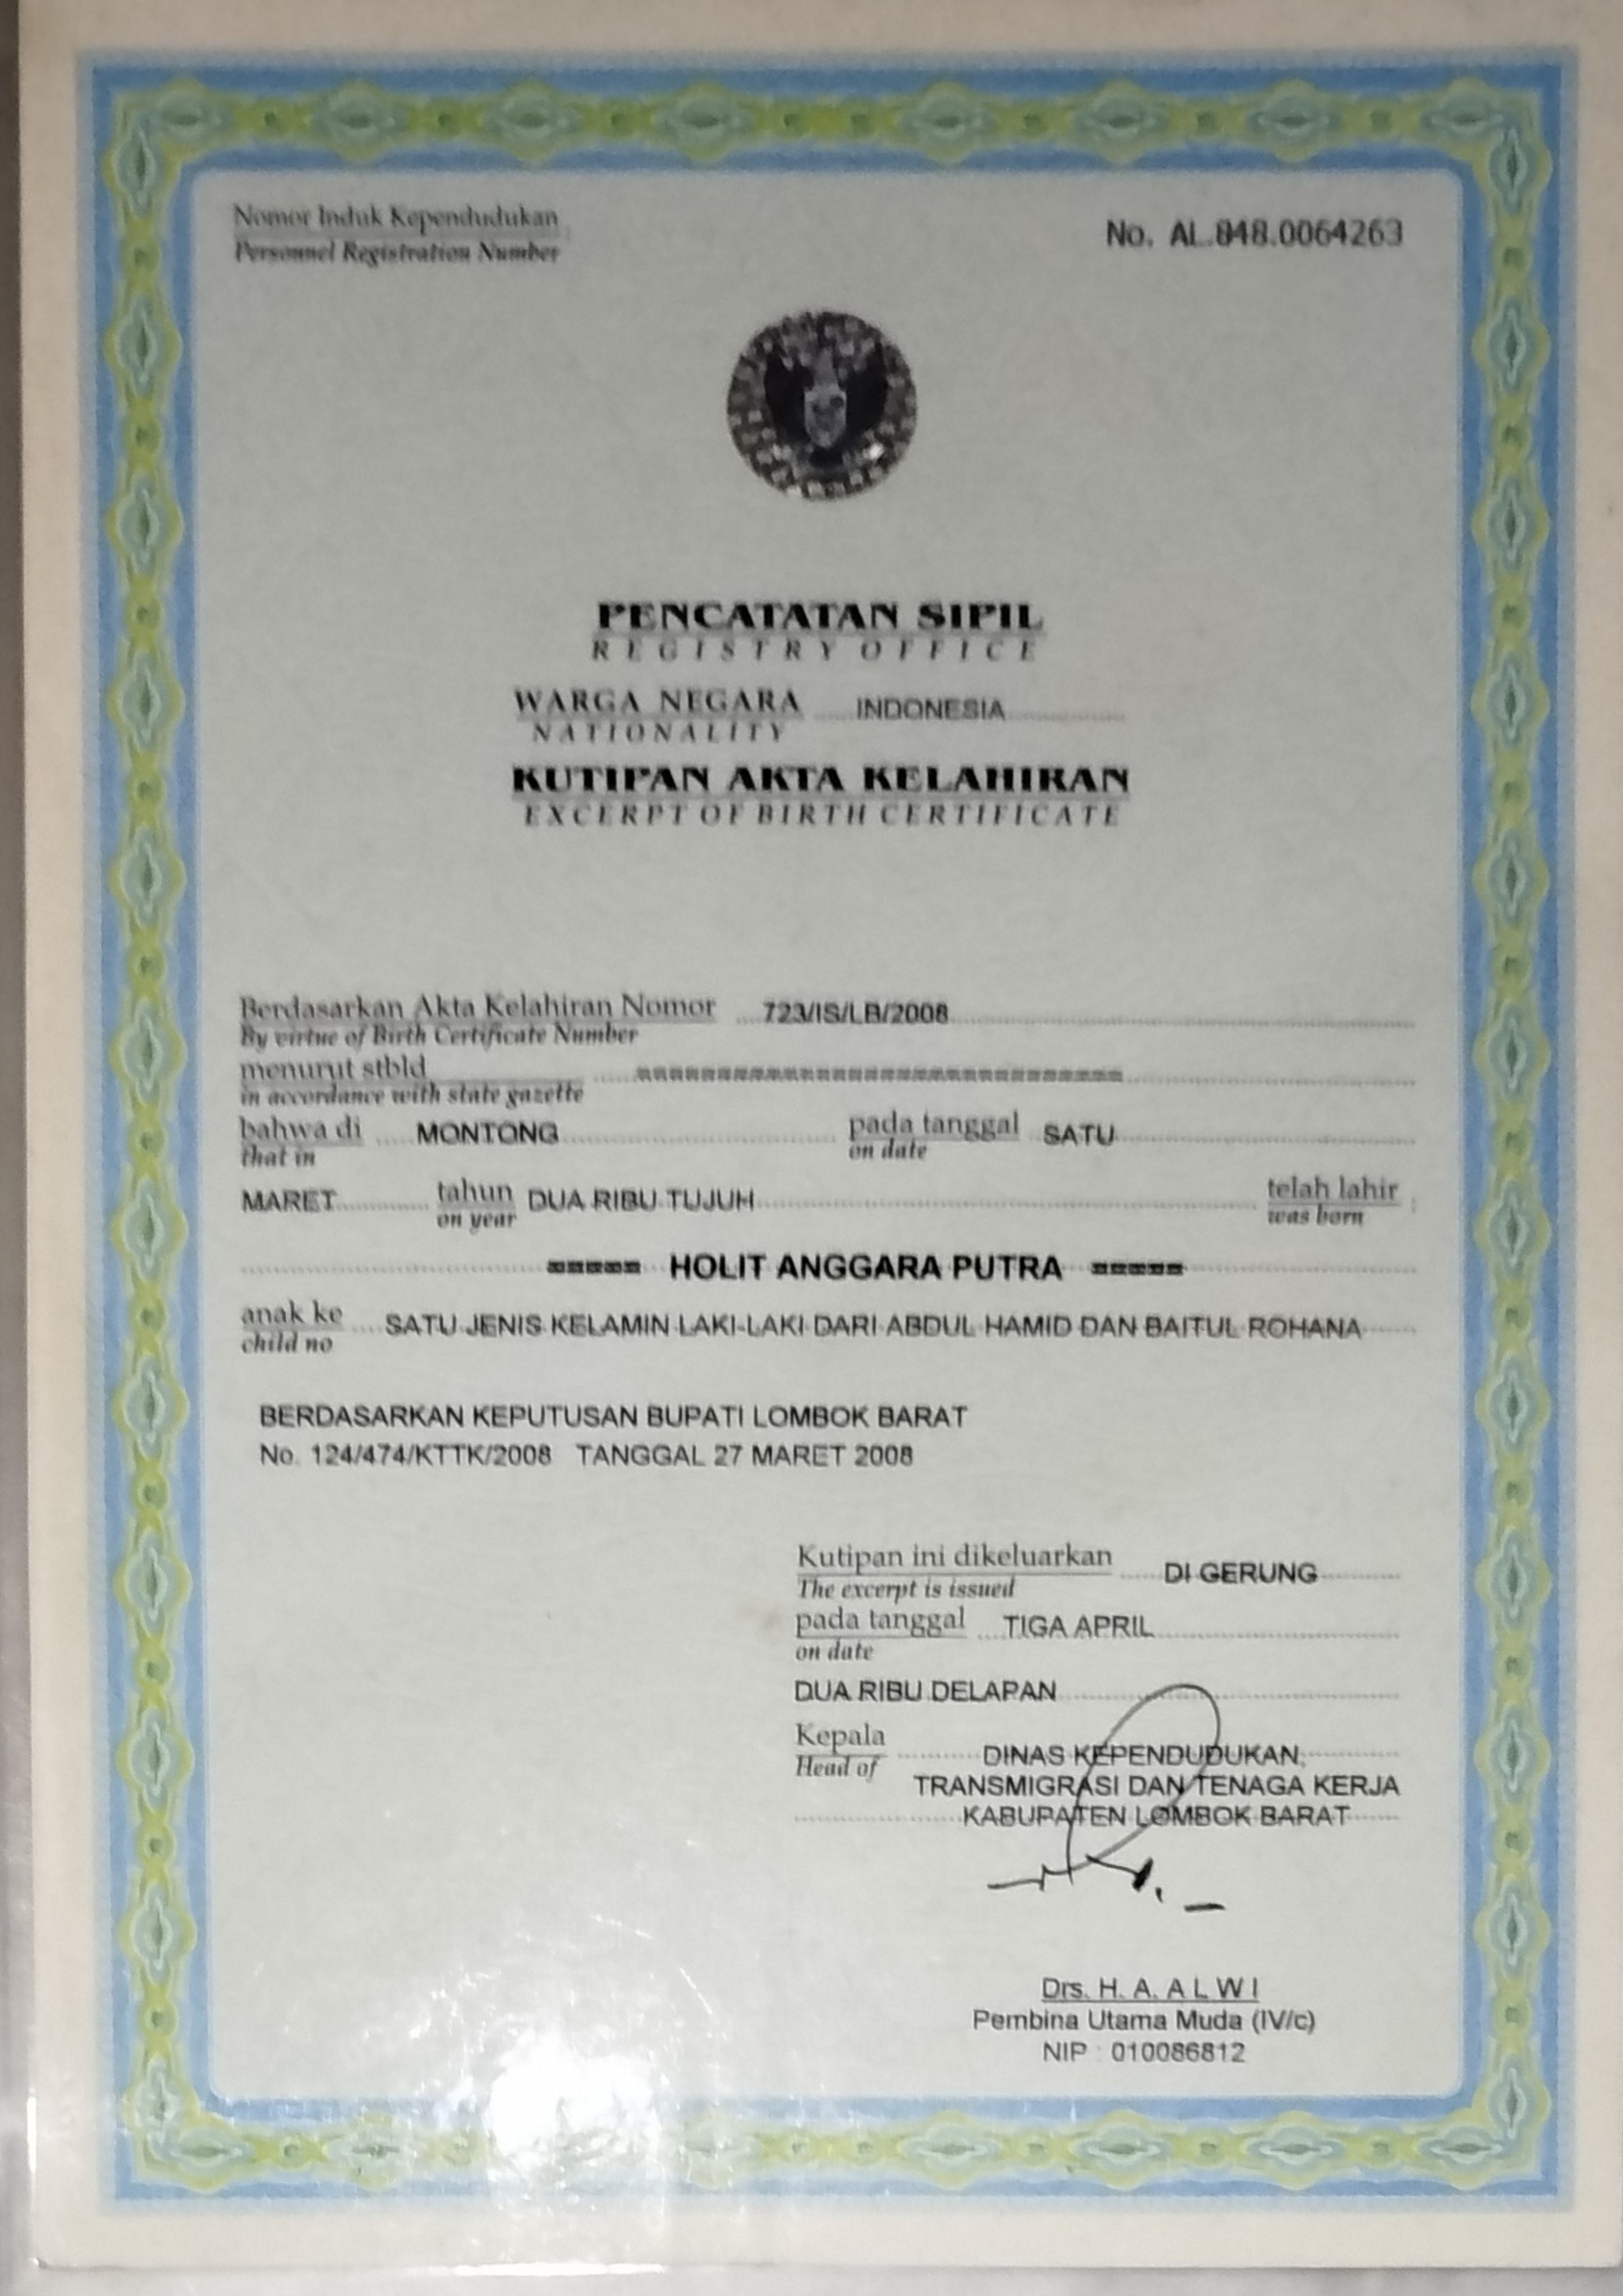 Nomor Induk Kependudukan
Personnel Registration Number
No. AL.848.0064263
PENCATATAN SIPIL
REGISTRY OFFICE
WARGA NEGARA INDONESIA
NATIONALITY
KUTIPAN AKTA KELAHIRAN
EXCERPT OF BIRTH CERTIFICATE
Berdasarkan Akta Kelahiran Nomor 723/IS/LB/2008
By virtue of Birth Certificate Number
menurut stbld ==============================
in accordance with state gazette
bahwa di MONTONG pada tanggal SATU
that in on date
MARET tahun DUA RIBU TUJUH telah lahir
on year was born
===== HOLIT ANGGARA PUTRA =====
anak ke SATU JENIS KELAMIN LAKI-LAKI DARI ABDUL HAMID DAN BAITUL ROHANA
child no
BERDASARKAN KEPUTUSAN BUPATI LOMBOK BARAT
No. 124/474/KTTK/2008 TANGGAL 27 MARET 2008
Kutipan ini dikeluarkan DI GERUNG
The excerpt is issued
pada tanggal TIGA APRIL
on date
DUA RIBU DELAPAN
Kepala DINAS KEPENDUDUKAN,
Head of
TRANSMIGRASI DAN TENAGA KERJA
KABUPATEN LOMBOK BARAT
Drs. H. A. A L W I
Pembina Utama Muda (IV/c)
NIP : 010086812